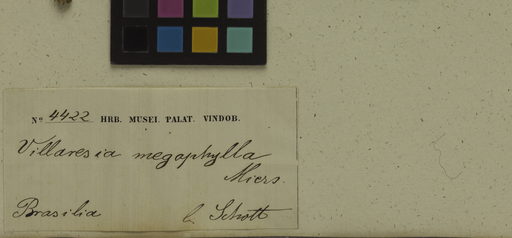 No 4422 HRB. MUSEI. PALAT. VINDOB.
Villaresia megaphylla
Miers.
Brasilia l. Schott